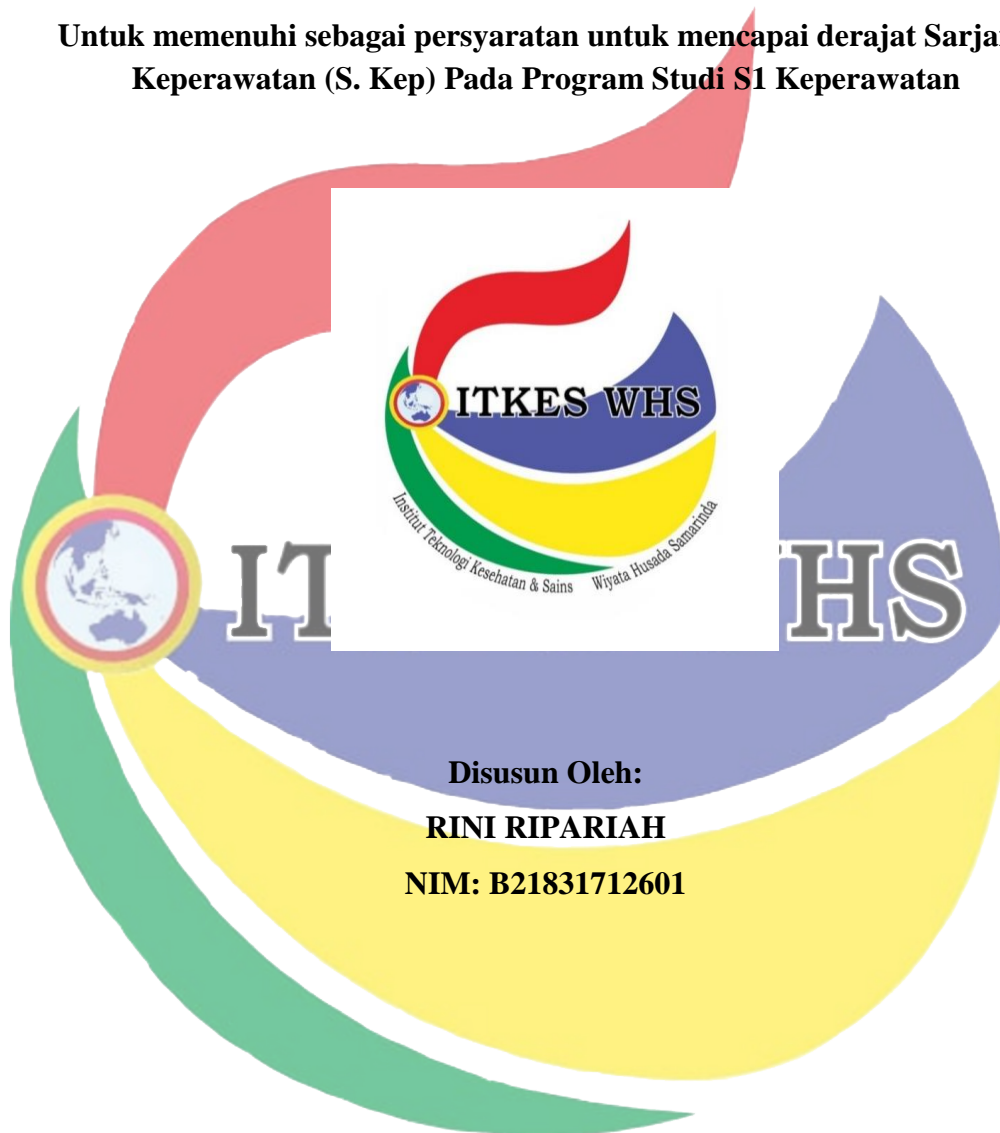 Untuk memenuhi sebagai persyaratan untuk mencapai derajat
Keperawatan (S. Kep) Pada Program Studi S1 Keperawatan
ITKES WHS
Institut Teknologi Kesehatan & Sains Wiyata Husada Samarinda
HS
Disusun Oleh:
RINI RIPARIAH
NIM: B21831712601